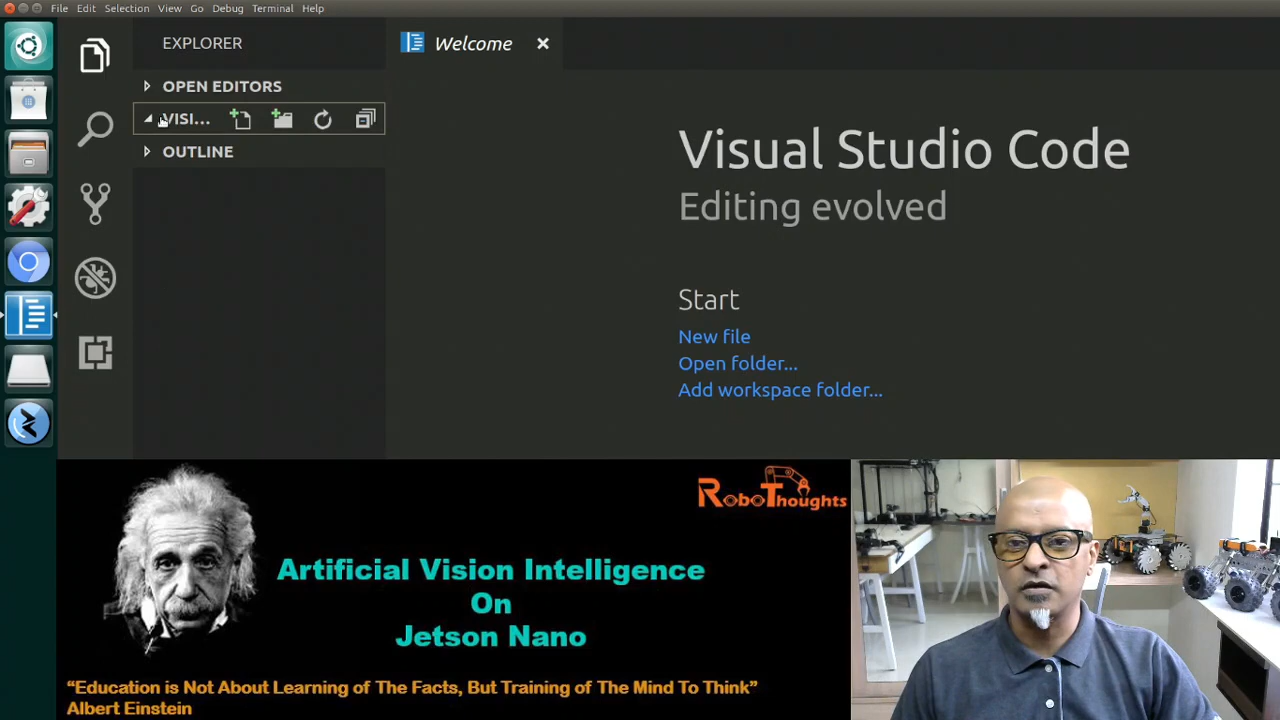 File Edit Selection View Go Debug Terminal Help
EXPLORER
Welcome
OPEN EDITORS
VISI...
OUTLINE
Visual Studio Code
Editing evolved
Start
New file
Open folder...
Add workspace folder...
RoboThoughts
Artificial Vision Intelligence
On
Jetson Nano
“Education is Not About Learning of The Facts, But Training of The Mind To Think”
Albert Einstein